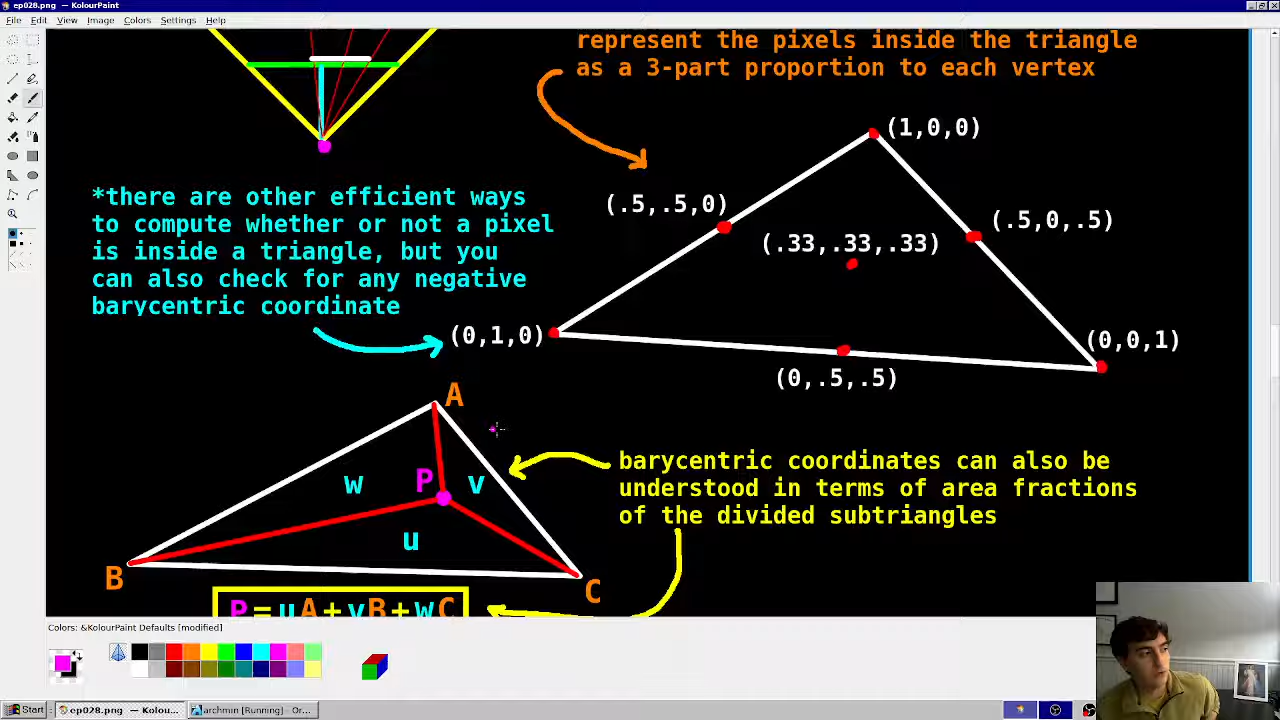 ep028.png — KolourPaint
File Edit View Image Colors Settings Help
represent the pixels inside the triangle
as a 3-part proportion to each vertex
(1,0,0)
*there are other efficient ways
to compute whether or not a pixel
is inside a triangle, but you
can also check for any negative
barycentric coordinate
(.5,.5,0)
(.5,0,.5)
(.33,.33,.33)
(0,1,0)
(0,0,1)
(0,.5,.5)
A
w
P
v
u
B
C
barycentric coordinates can also be
understood in terms of area fractions
of the divided subtriangles
P=uA+vB+wC
Colors: &KolourPaint Defaults [modified]
Start
ep028.png — Kolou...
archmin [Running] - Or...